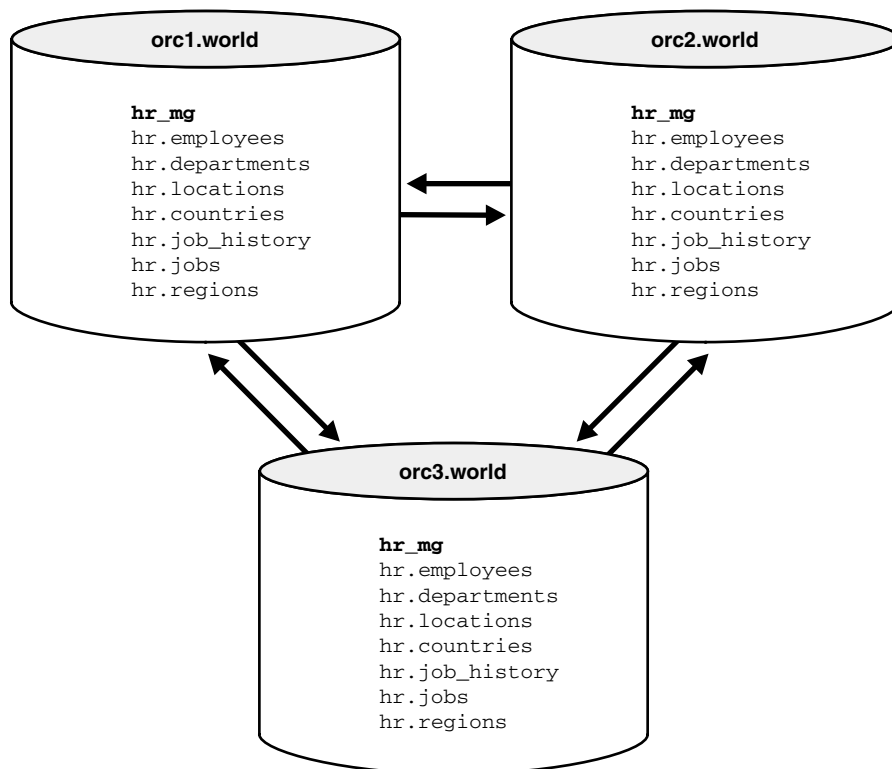 orc1.world
hr_mg
hr.employees
hr.departments
hr.locations
hr.countries
hr.job_history
hr.jobs
hr.regions
orc2.world
hr_mg
hr.employees
hr.departments
hr.locations
hr.countries
hr.job_history
hr.jobs
hr.regions
orc3.world
hr_mg
hr.employees
hr.departments
hr.locations
hr.countries
hr.job_history
hr.jobs
hr.regions